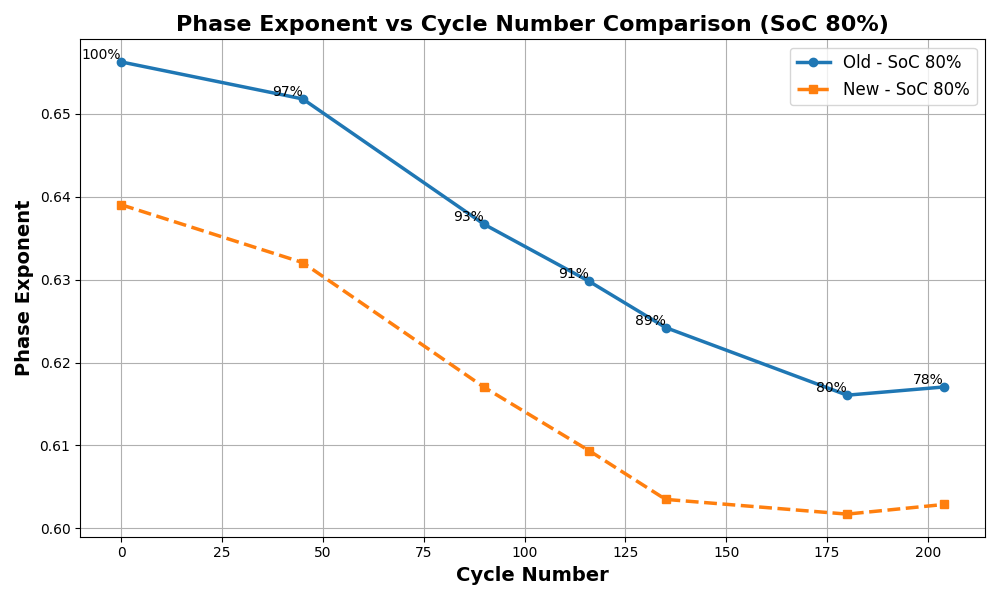 Phase Exponent vs Cycle Number Comparison (SoC 80%)
Old - SoC 80%
New - SoC 80%
100%
97%
93%
91%
89%
80%
78%
Phase Exponent
0.65
0.64
0.63
0.62
0.61
0.60
0 25 50 75 100 125 150 175 200
Cycle Number